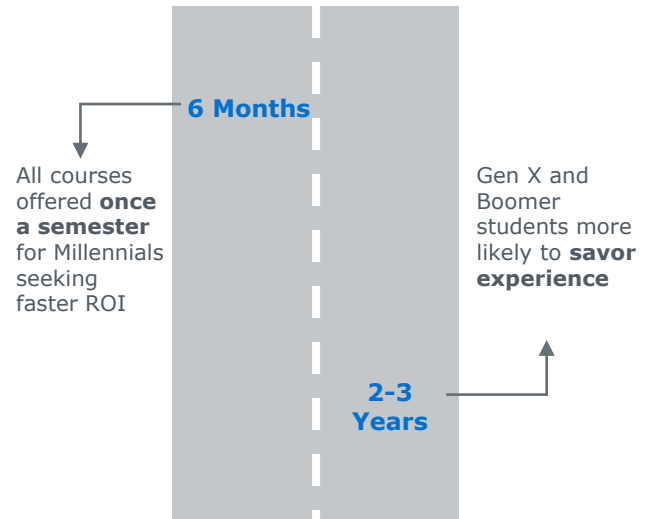 6 Months
All courses
offered once
a semester
for Millennials
seeking
faster ROI
Gen X and
Boomer
students more
likely to savor
experience
2-3
Years